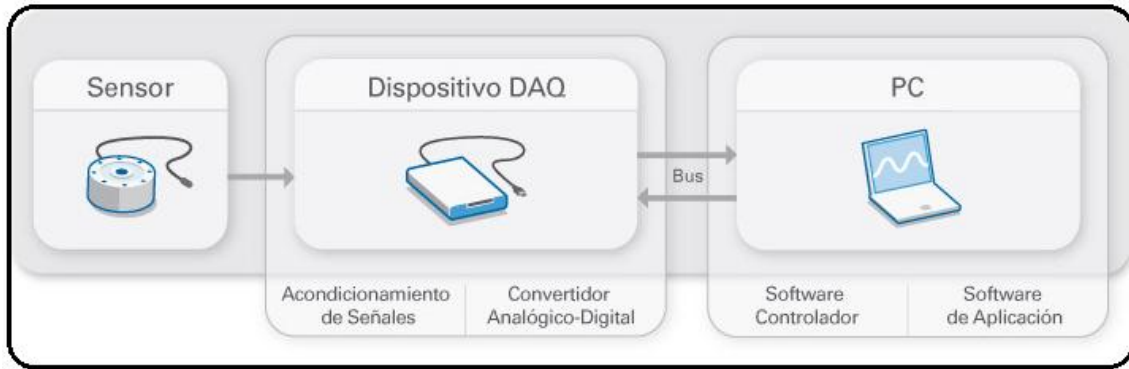 Sensor
Dispositivo DAQ
PC
Bus
Acondicionamiento
de Señales
Convertidor
Analógico-Digital
Software
Controlador
Software
de Aplicación